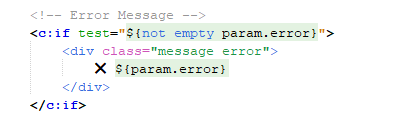 <!-- Error Message -->
<c:if test="${not empty param.error}">
<div class="message error">
❌ ${param.error}
</div>
</c:if>